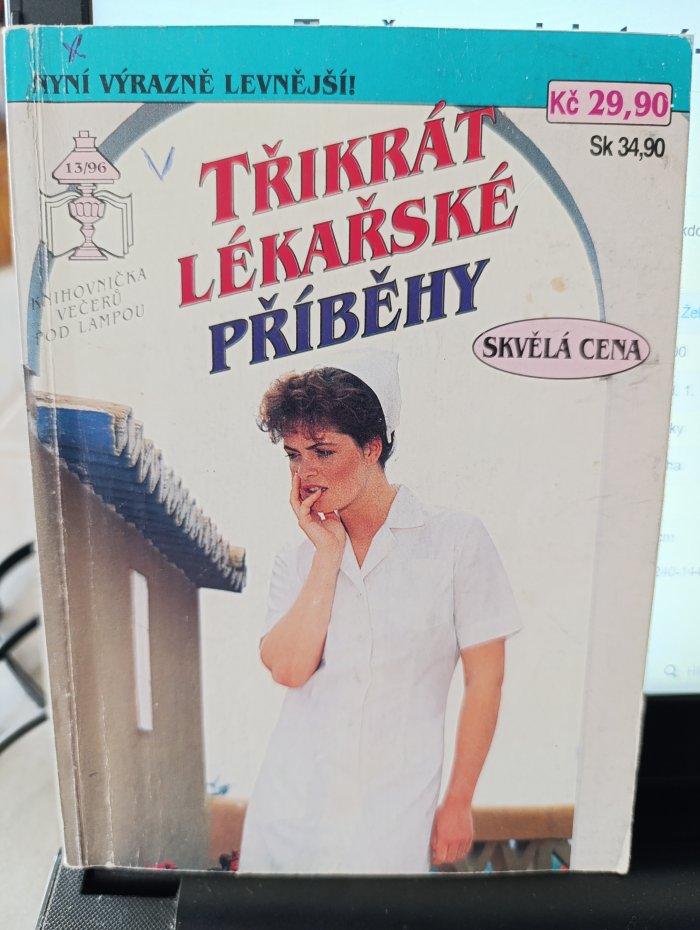 NYNÍ VÝRAZNĚ LEVNĚJŠÍ!
Kč 29,90
Sk 34,90
13/96
KNIHOVNIČKA
VEČERŮ
POD LAMPOU
TŘIKRÁT
LÉKAŘSKÉ
PŘÍBĚHY
SKVĚLÁ CENA